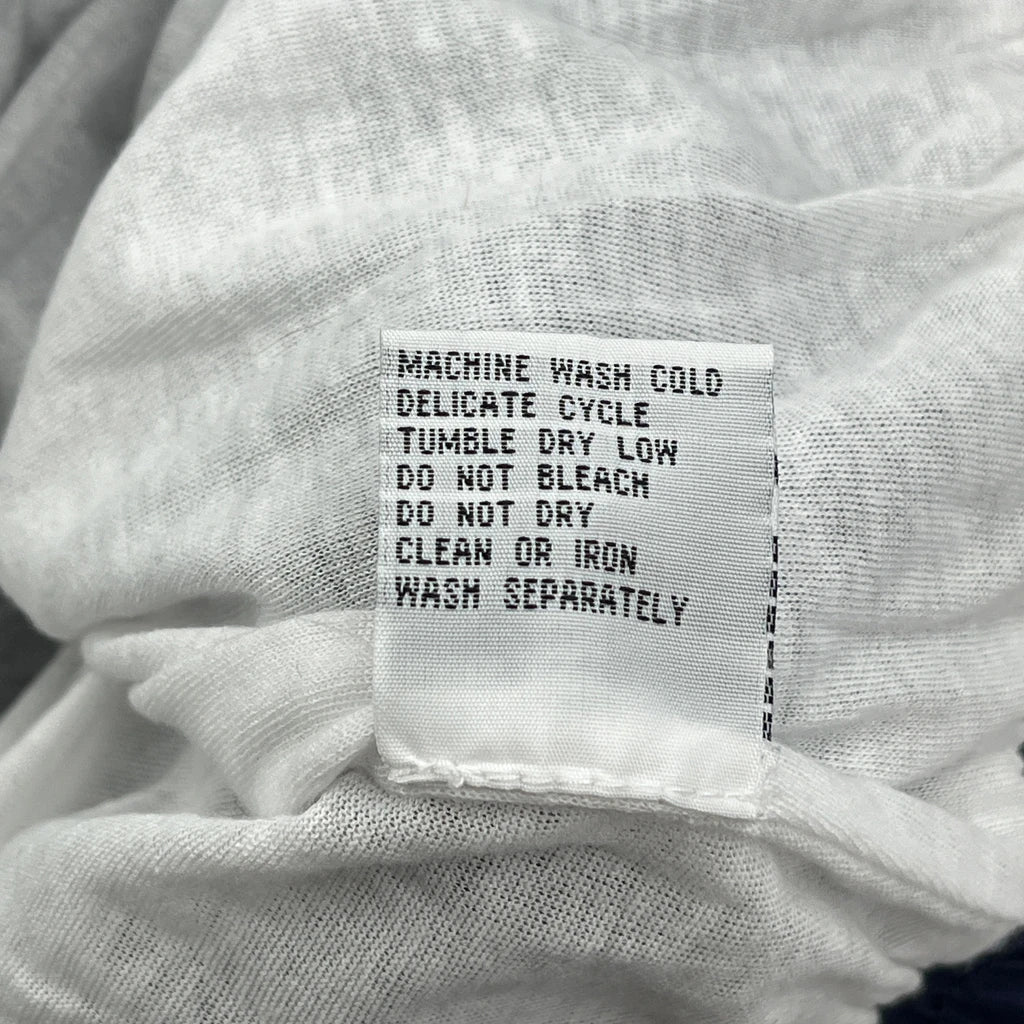 MACHINE WASH COLD
DELICATE CYCLE
TUMBLE DRY LOW
DO NOT BLEACH
DO NOT DRY
CLEAN OR IRON
WASH SEPARATELY